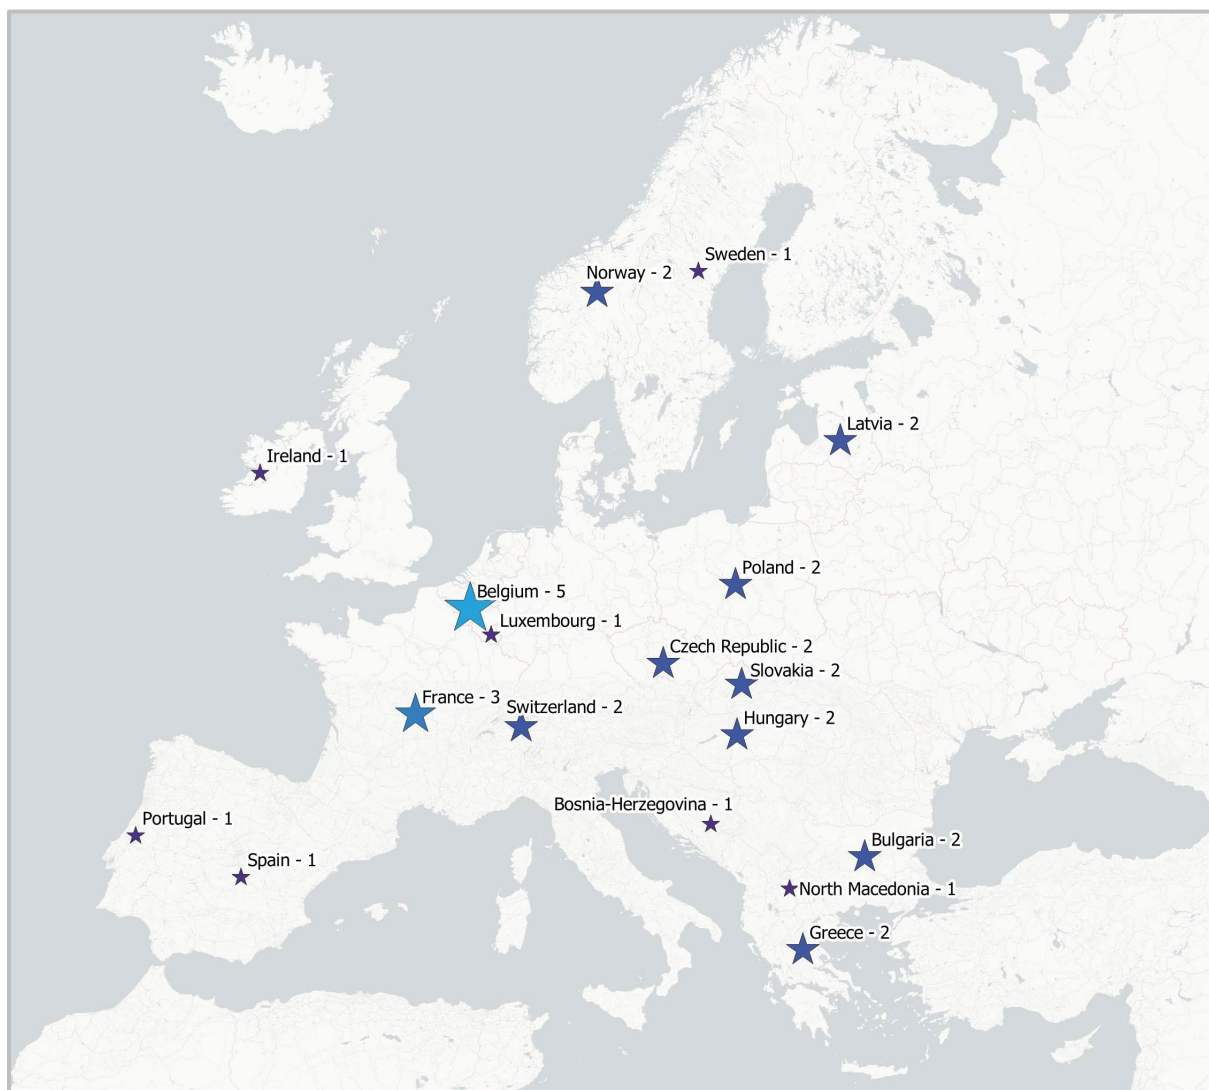 Sweden - 1
Norway - 2
Latvia - 2
Ireland - 1
Poland - 2
Belgium - 5
Luxembourg - 1
Czech Republic - 2
Slovakia - 2
France - 3
Switzerland - 2
Hungary - 2
Bosnia-Herzegovina - 1
Portugal - 1
Bulgaria - 2
Spain - 1
North Macedonia - 1
Greece - 2